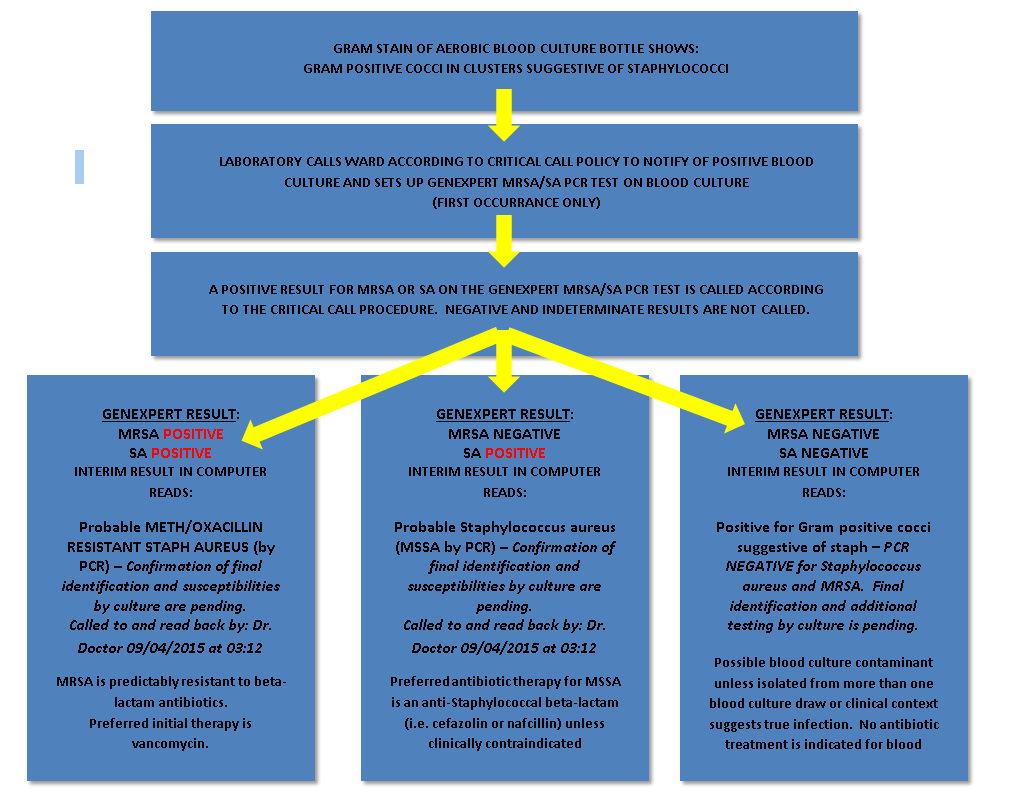 GRAM STAIN OF AEROBIC BLOOD CULTURE BOTTLE SHOWS:
GRAM POSITIVE COCCI IN CLUSTERS SUGGESTIVE OF STAPHYLOCOCCI
LABORATORY CALLS WARD ACCORDING TO CRITICAL CALL POLICY TO NOTIFY OF POSITIVE BLOOD
CULTURE AND SETS UP GENEXPERT MRSA/SA PCR TEST ON BLOOD CULTURE
(FIRST OCCURRANCE ONLY)
A POSITIVE RESULT FOR MRSA OR SA ON THE GENEXPERT MRSA/SA PCR TEST IS CALLED ACCORDING
TO THE CRITICAL CALL PROCEDURE.  NEGATIVE AND INDETERMINATE RESULTS ARE NOT CALLED.
GENEXPERT RESULT:
MRSA POSITIVE
SA POSITIVE
INTERIM RESULT IN COMPUTER
READS:
Probable METH/OXACILLIN
RESISTANT STAPH AUREUS (by
PCR) – Confirmation of final
identification and susceptibilities
by culture are pending.
Called to and read back by: Dr.
Doctor 09/04/2015 at 03:12
MRSA is predictably resistant to beta-
lactam antibiotics.
Preferred initial therapy is
vancomycin.
GENEXPERT RESULT:
MRSA NEGATIVE
SA POSITIVE
INTERIM RESULT IN COMPUTER
READS:
Probable Staphylococcus aureus
(MSSA by PCR) – Confirmation of
final identification and
susceptibilities by culture are
pending.
Called to and read back by: Dr.
Doctor 09/04/2015 at 03:12
Preferred antibiotic therapy for MSSA
is an anti-Staphylococcal beta-lactam
(i.e. cefazolin or nafcillin) unless
clinically contraindicated
GENEXPERT RESULT:
MRSA NEGATIVE
SA NEGATIVE
INTERIM RESULT IN COMPUTER
READS:
Positive for Gram positive cocci
suggestive of staph – PCR
NEGATIVE for Staphylococcus
aureus and MRSA.  Final
identification and additional
testing by culture is pending.
Possible blood culture contaminant
unless isolated from more than one
blood culture draw or clinical context
suggests true infection.  No antibiotic
treatment is indicated for blood